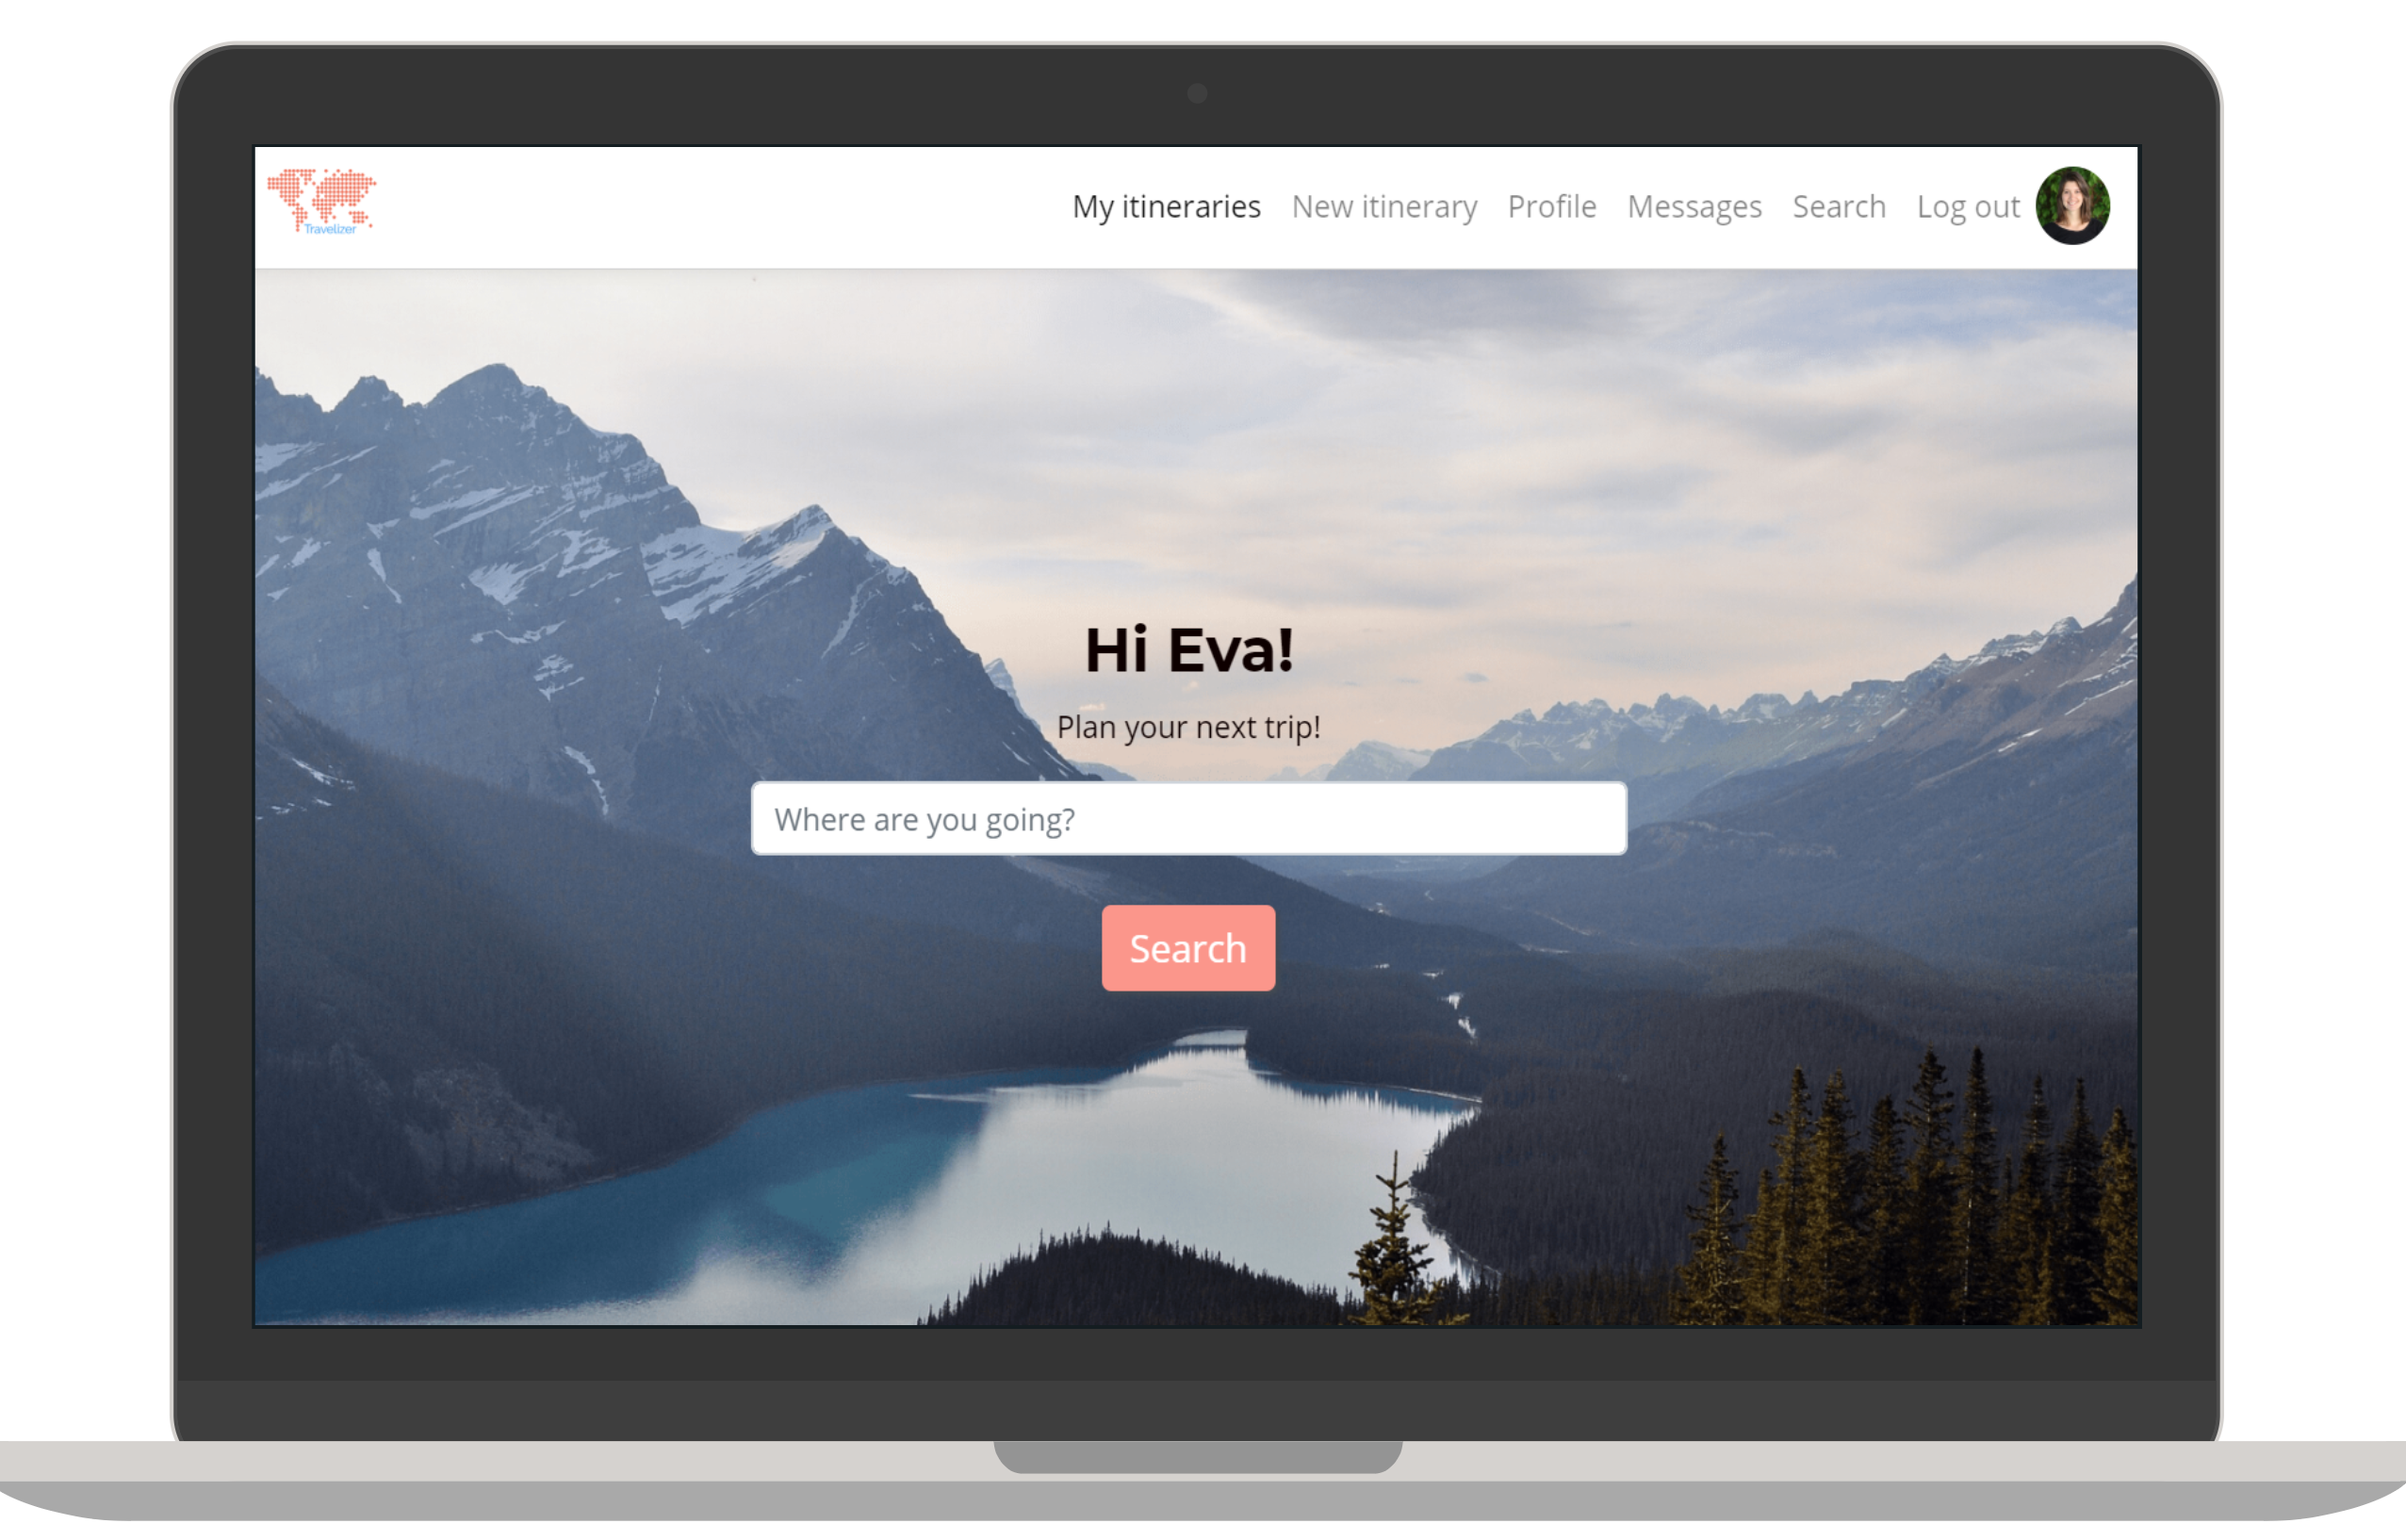 Travelizer
My itineraries New itinerary Profile Messages Search Log out
Hi Eva!
Plan your next trip!
Where are you going?
Search